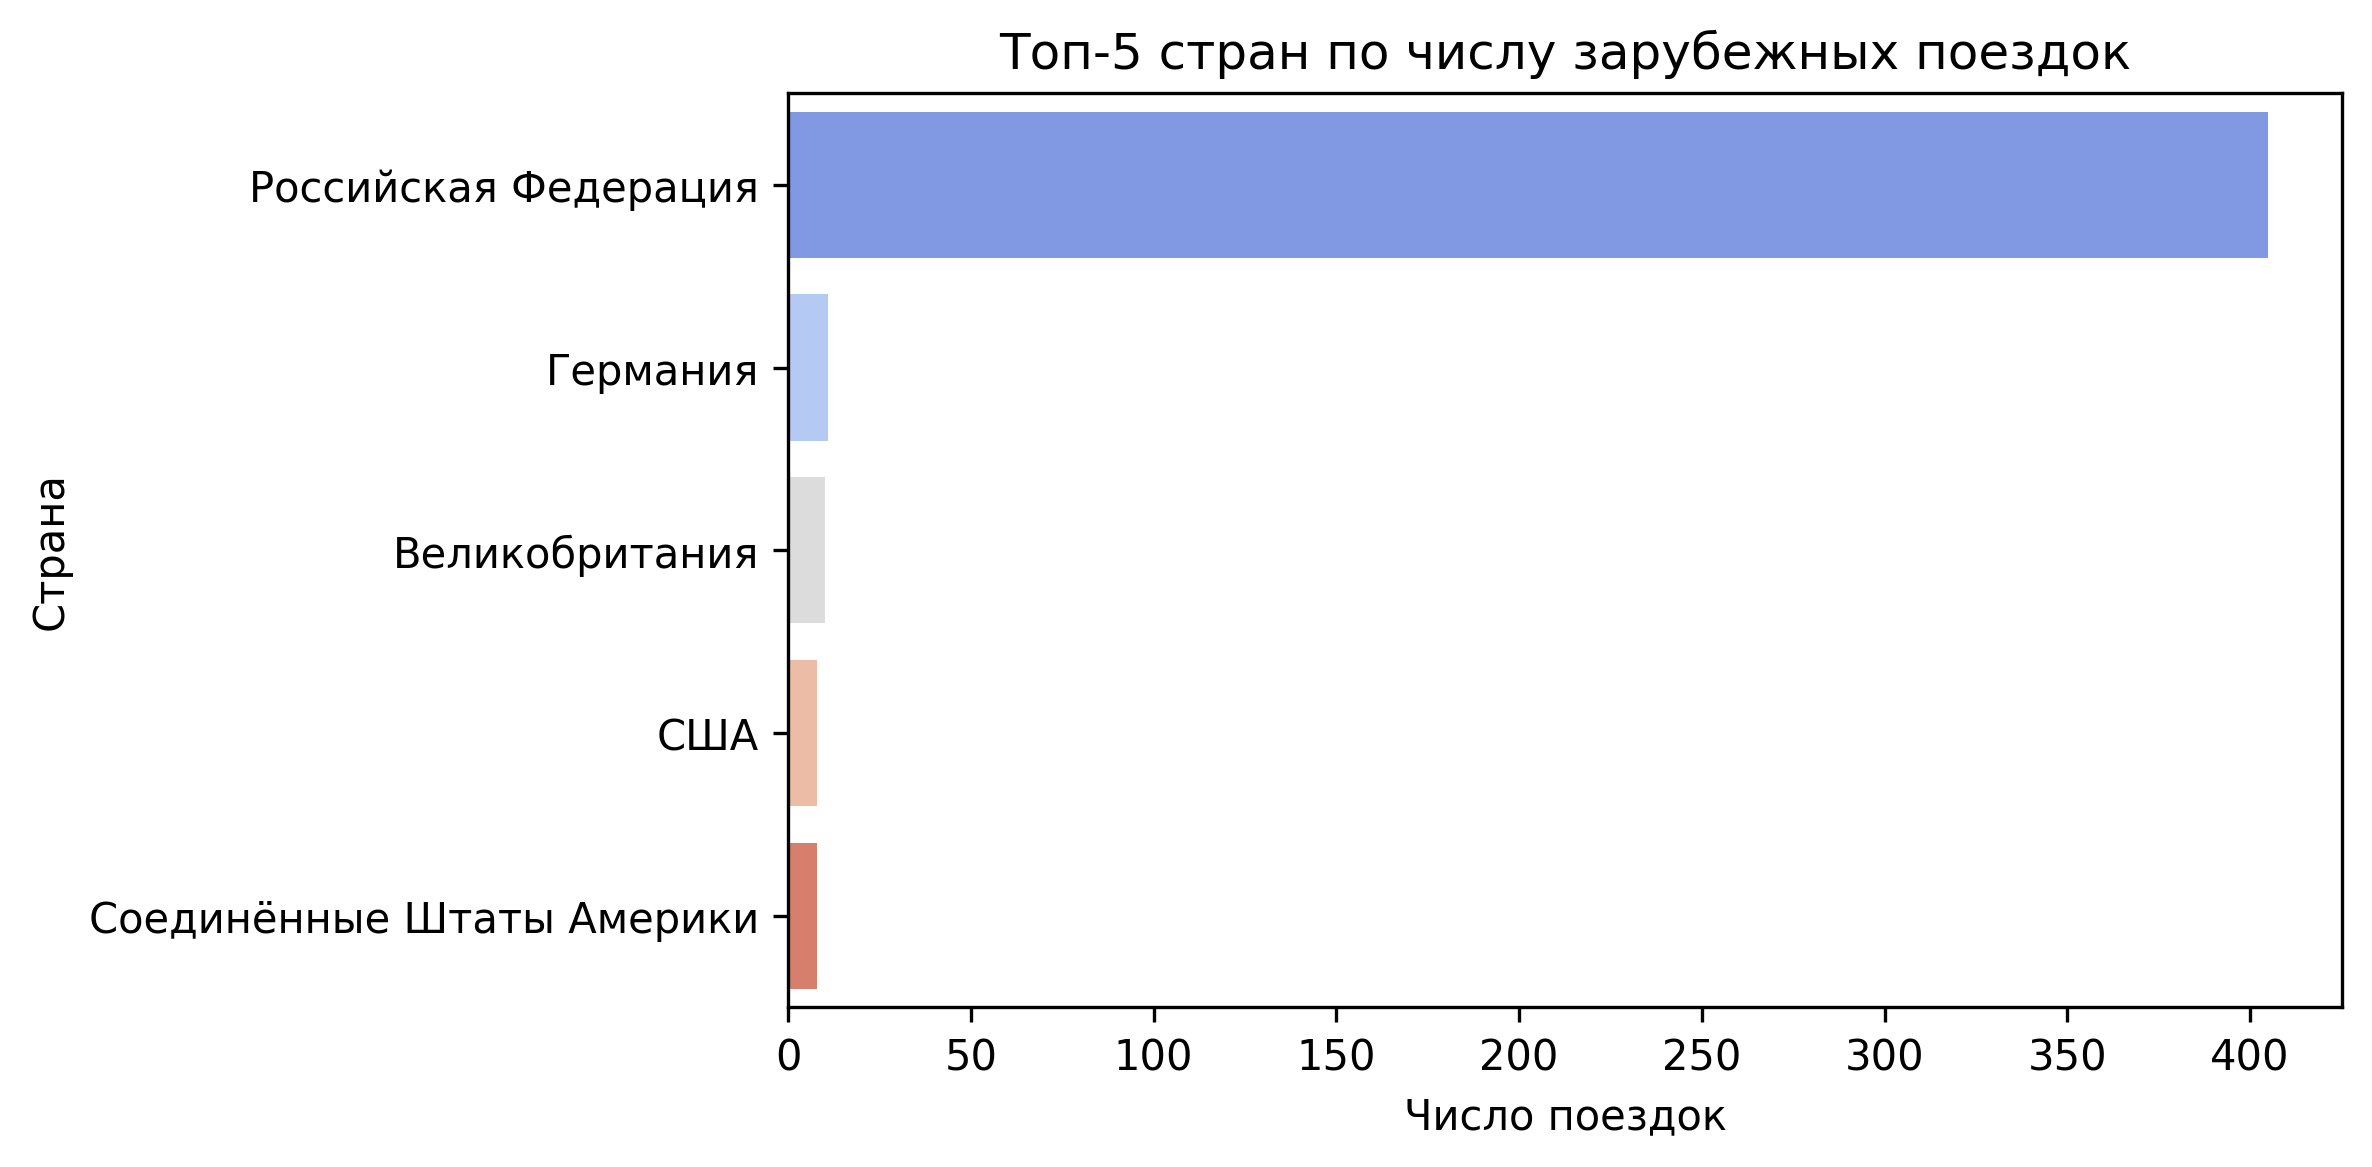 Топ-5 стран по числу зарубежных поездок
Страна
Российская Федерация
Германия
Великобритания
США
Соединённые Штаты Америки
0 50 100 150 200 250 300 350 400
Число поездок